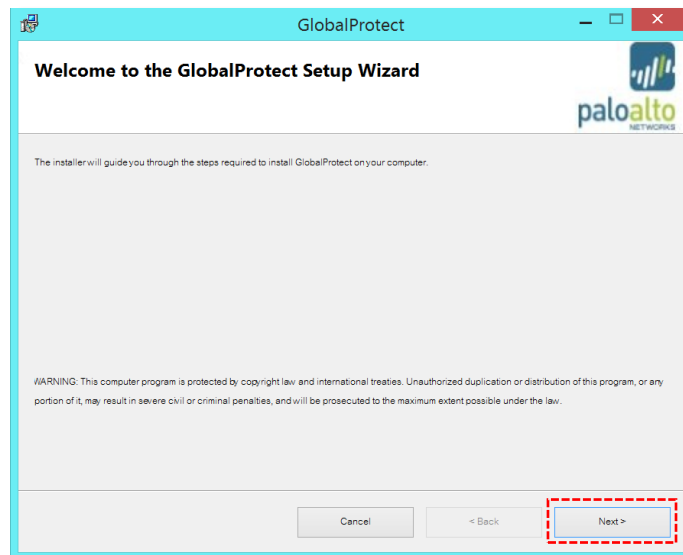 GlobalProtect
Welcome to the GlobalProtect Setup Wizard
paloalto
NETWORKS
The installer will guide you through the steps required to install GlobalProtect on your computer.
WARNING: This computer program is protected by copyright law and international treaties. Unauthorized duplication or distribution of this program, or any
portion of it, may result in severe civil or criminal penalties, and will be prosecuted to the maximum extent possible under the law.
Cancel
< Back
Next >